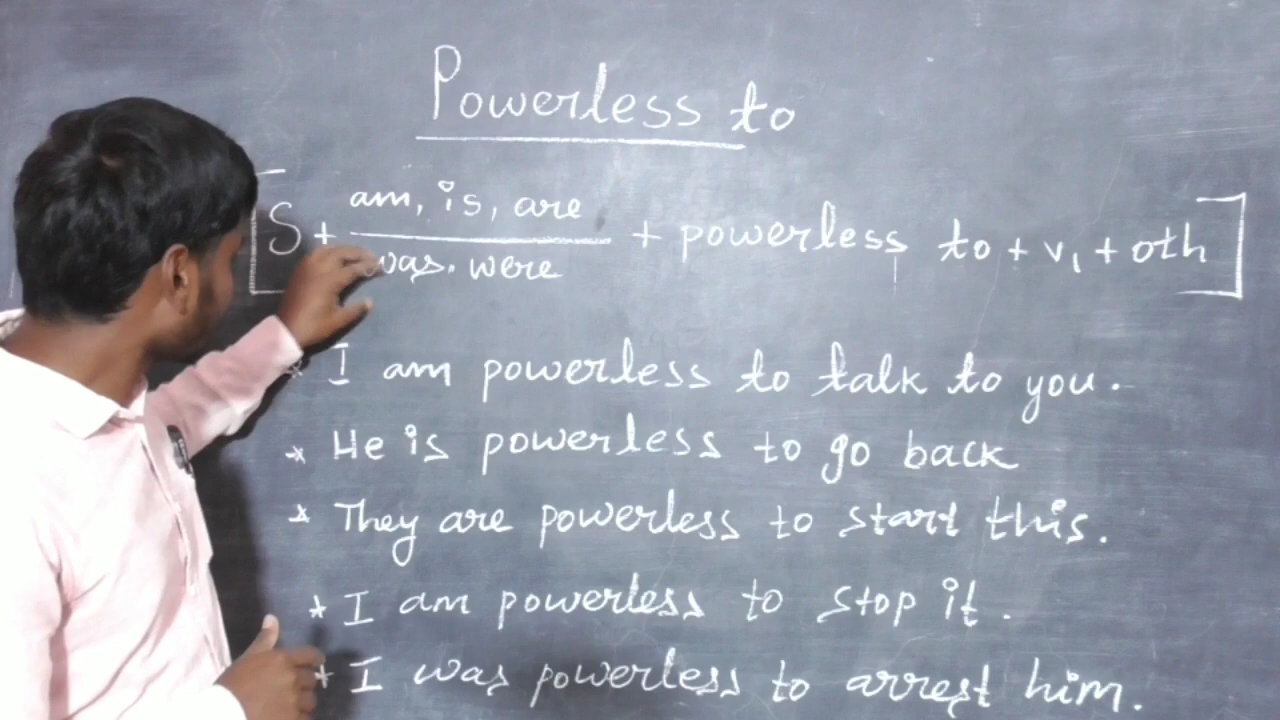 Powerless to
[S + am, is, are / was, were + powerless to + v₁ + oth]
* I am powerless to talk to you.
* He is powerless to go back
* They are powerless to start this.
* I am powerless to stop it.
* I was powerless to arrest him.